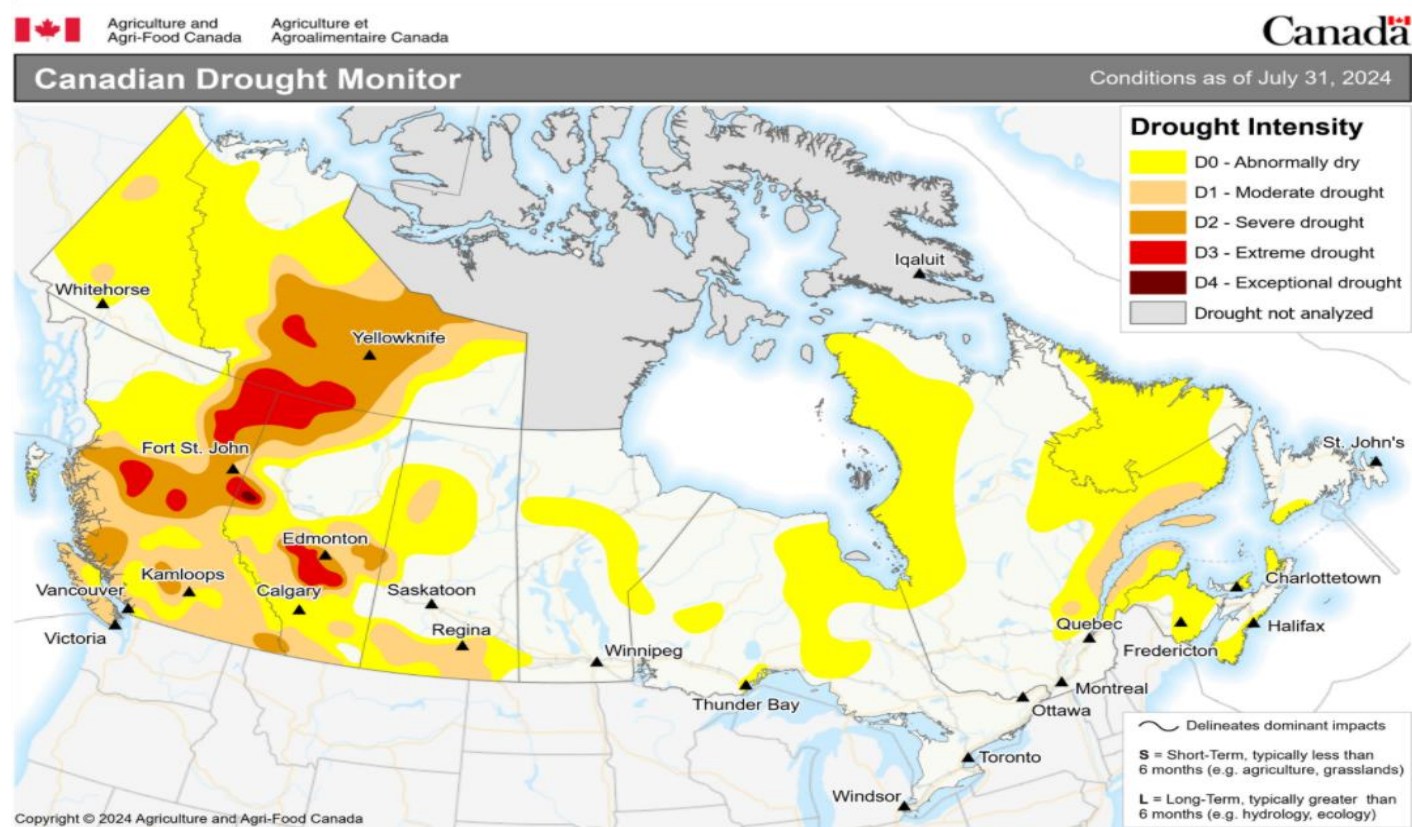 Agriculture and
Agri-Food Canada
Agriculture et
Agroalimentaire Canada
Canada
Canadian Drought Monitor
Conditions as of July 31, 2024
Drought Intensity
D0 - Abnormally dry
D1 - Moderate drought
D2 - Severe drought
D3 - Extreme drought
D4 - Exceptional drought
Drought not analyzed
Iqaluit
Whitehorse
Yellowknife
Fort St. John
St. John's
Edmonton
Kamloops
Vancouver
Calgary
Saskatoon
Charlottetown
Victoria
Regina
Quebec
Halifax
Winnipeg
Fredericton
Thunder Bay
Montreal
Ottawa
Toronto
Windsor
Delineates dominant impacts
S = Short-Term, typically less than
6 months (e.g. agriculture, grasslands)
L = Long-Term, typically greater than
6 months (e.g. hydrology, ecology)
Copyright © 2024 Agriculture and Agri-Food Canada